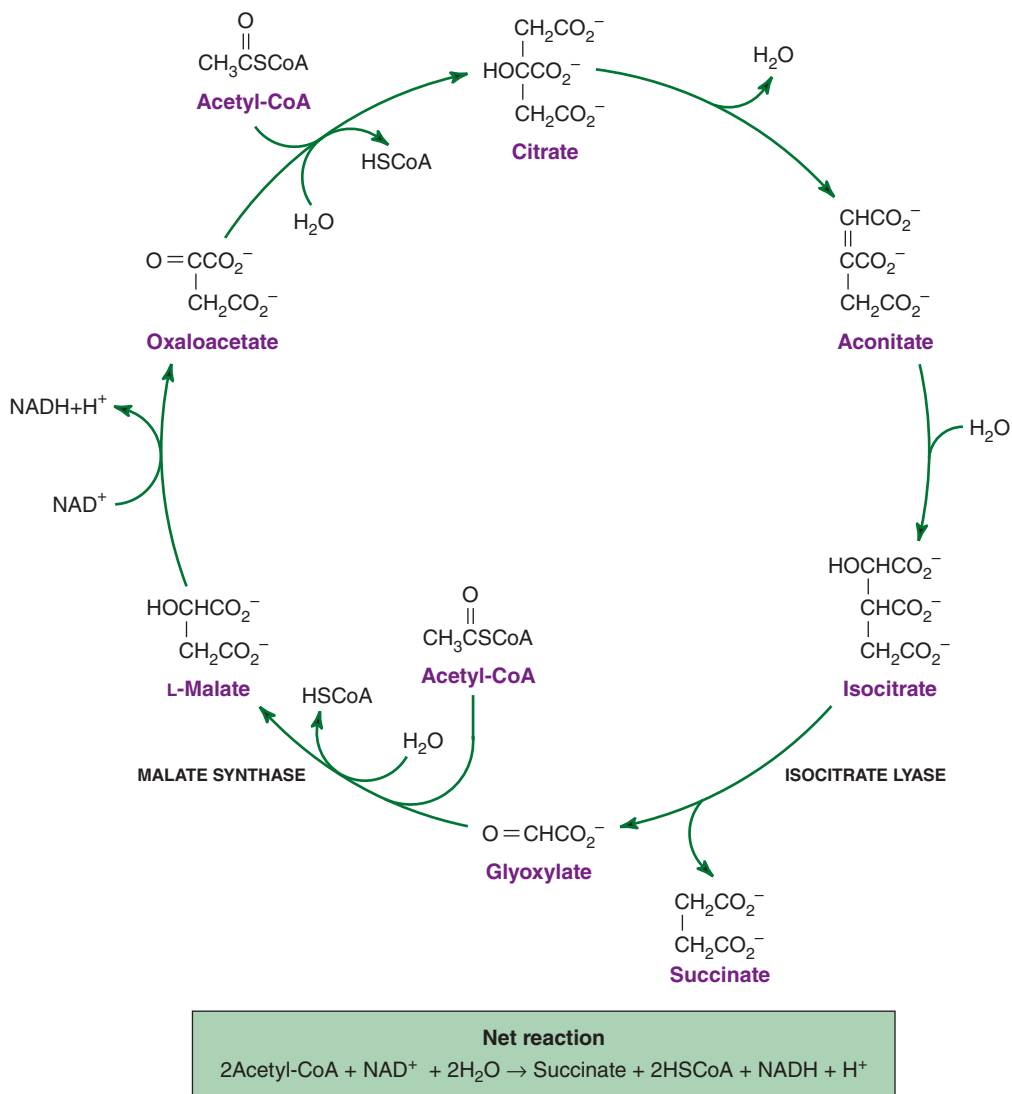 O
||
CH₃CSCoA
Acetyl-CoA
HSCoA
H₂O
CH₂CO₂⁻
|
HOCCO₂⁻
|
CH₂CO₂⁻
Citrate
H₂O
CHCO₂⁻
||
CCO₂⁻
|
CH₂CO₂⁻
Aconitate
H₂O
HOCHCO₂⁻
|
CHCO₂⁻
|
CH₂CO₂⁻
Isocitrate
ISOCITRATE LYASE
CH₂CO₂⁻
|
CH₂CO₂⁻
Succinate
O=CHCO₂⁻
Glyoxylate
O
||
CH₃CSCoA
Acetyl-CoA
H₂O
HSCoA
MALATE SYNTHASE
HOCHCO₂⁻
|
CH₂CO₂⁻
L-Malate
NAD⁺
NADH+H⁺
O=CCO₂⁻
|
CH₂CO₂⁻
Oxaloacetate
Net reaction
2Acetyl-CoA + NAD⁺ + 2H₂O → Succinate + 2HSCoA + NADH + H⁺